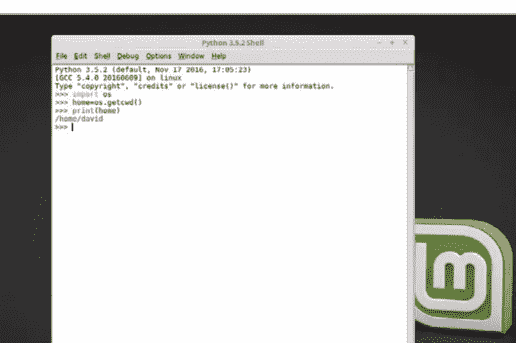 Python 3.5.2 Shell
File Edit Shell Debug Options Window Help
Python 3.5.2 (default, Nov 17 2016, 17:05:23)
[GCC 5.4.0 20160609] on linux
Type "copyright", "credits" or "license()" for more information.
>>> import os
>>> home=os.getcwd()
>>> print(home)
/home/david
>>>